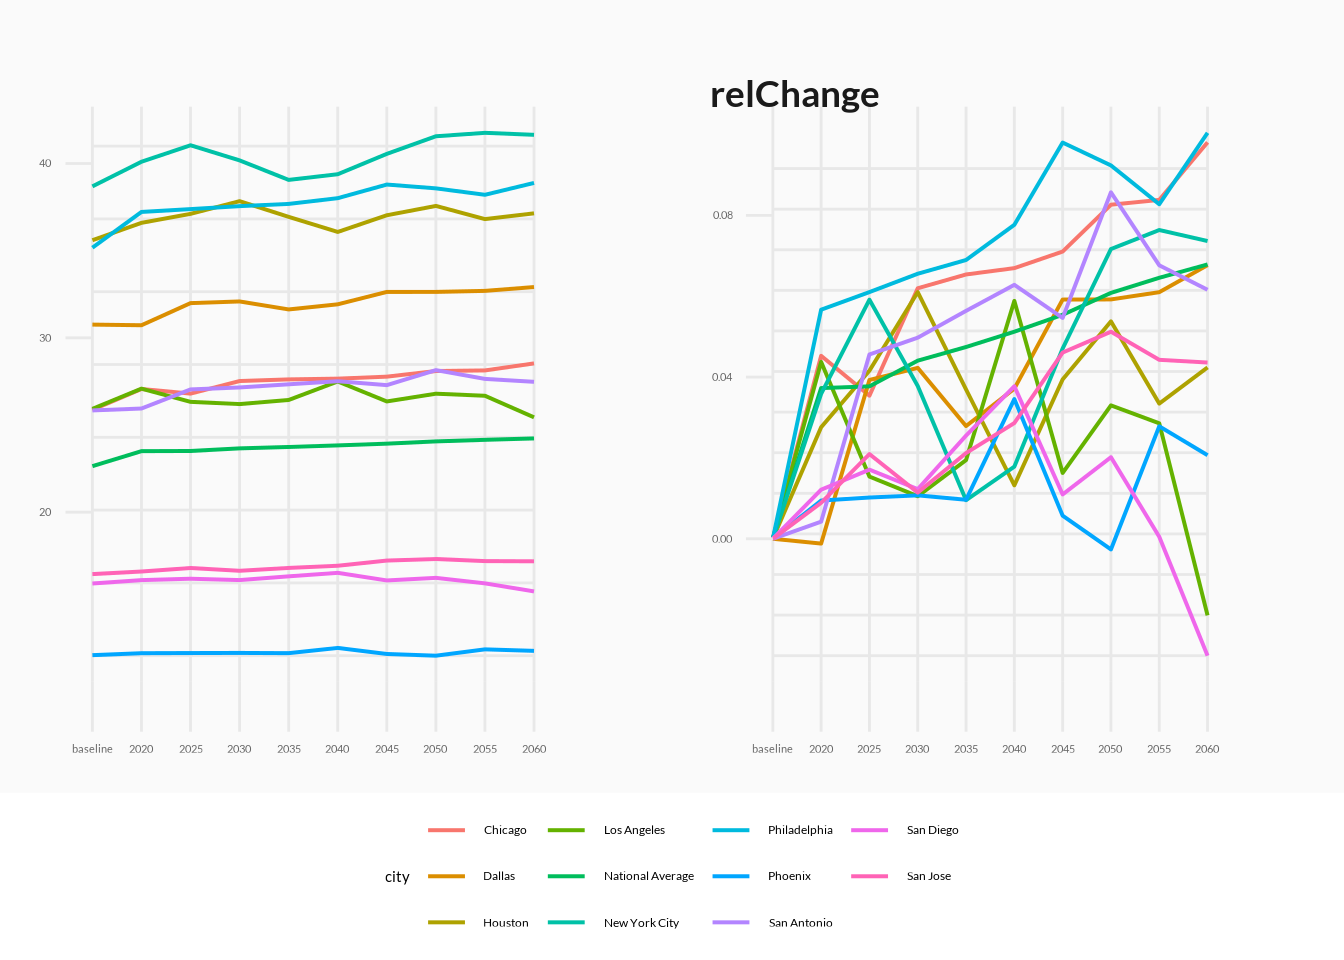 relChange
40
30
20
baseline 2020 2025 2030 2035 2040 2045 2050 2055 2060
0.08
0.04
0.00
baseline 2020 2025 2030 2035 2040 2045 2050 2055 2060
city
Chicago
Los Angeles
Philadelphia
San Diego
Dallas
National Average
Phoenix
San Jose
Houston
New York City
San Antonio